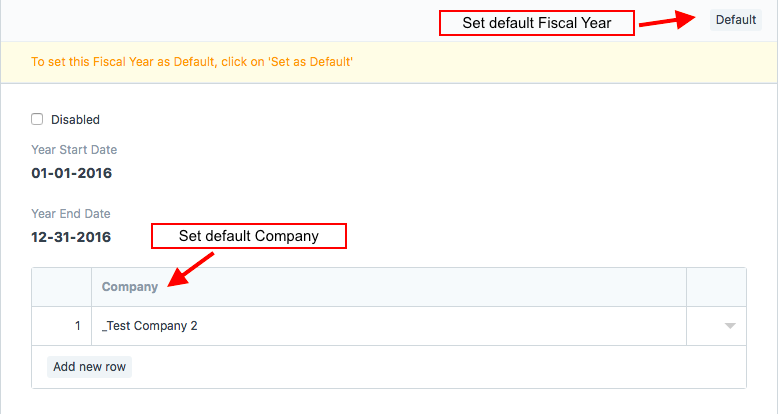 Set default Fiscal Year
Default
To set this Fiscal Year as Default, click on 'Set as Default'
Disabled
Year Start Date
01-01-2016
Year End Date
12-31-2016
Set default Company
Company
1 _Test Company 2
Add new row